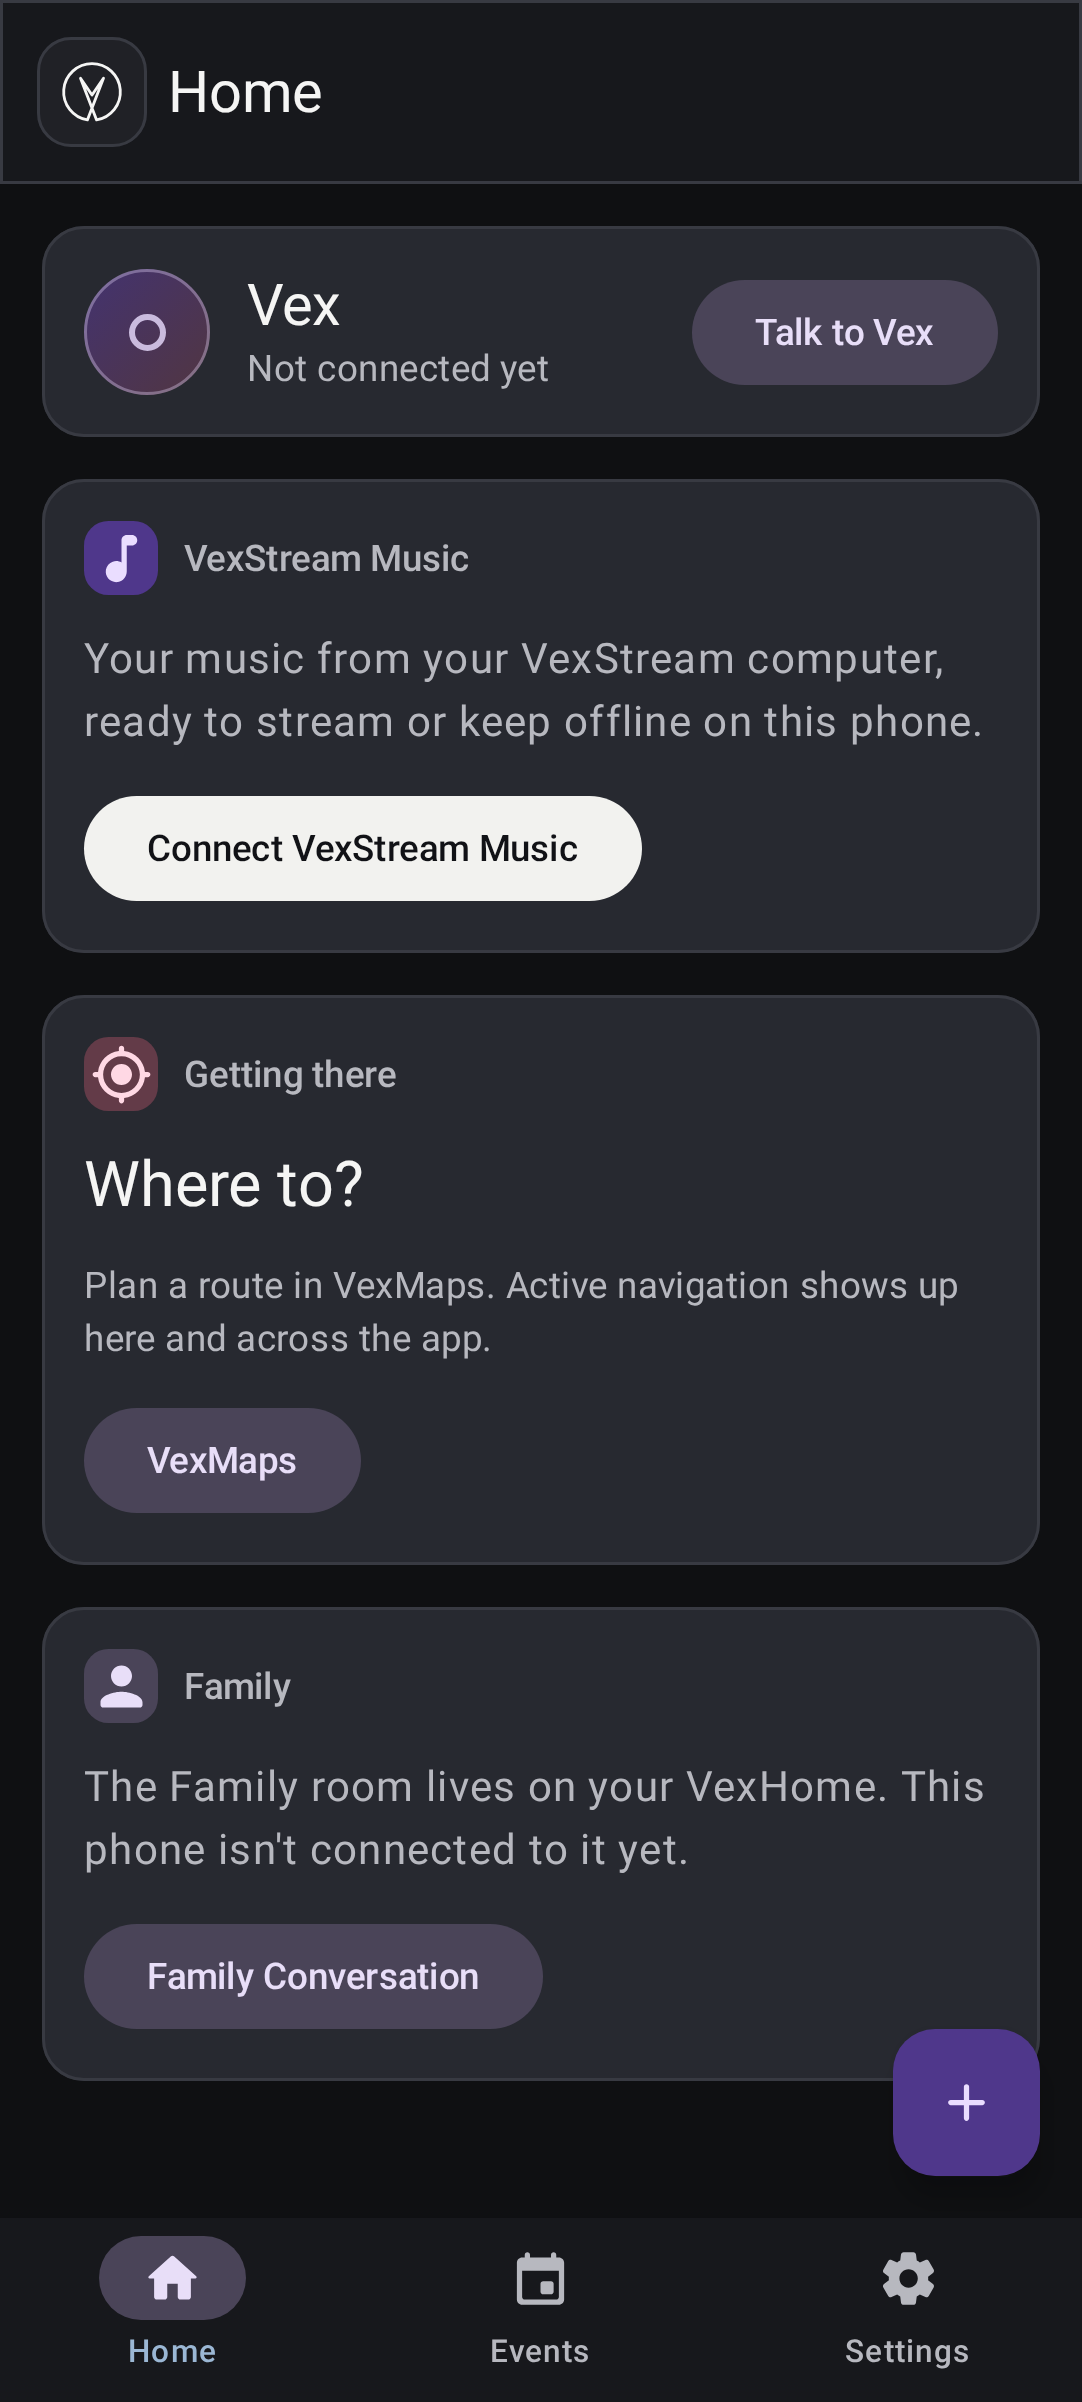 Home
Vex
Not connected yet
Talk to Vex
VexStream Music
Your music from your VexStream computer,
ready to stream or keep offline on this phone.
Connect VexStream Music
Getting there
Where to?
Plan a route in VexMaps. Active navigation shows up
here and across the app.
VexMaps
Family
The Family room lives on your VexHome. This
phone isn't connected to it yet.
Family Conversation
Home
Events
Settings